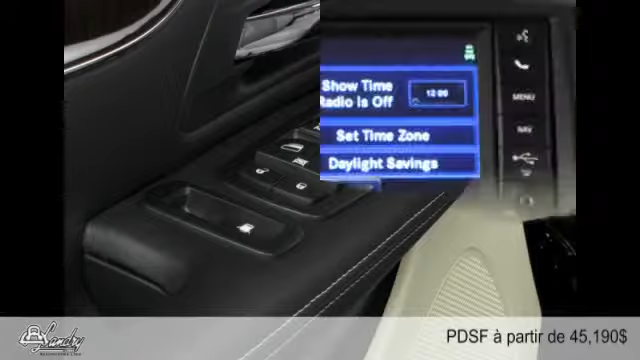 Show Time
Radio is Off
12:00
Set Time Zone
Daylight Savings
MENU
NAV
Landry
PDSF à partir de 45,190$